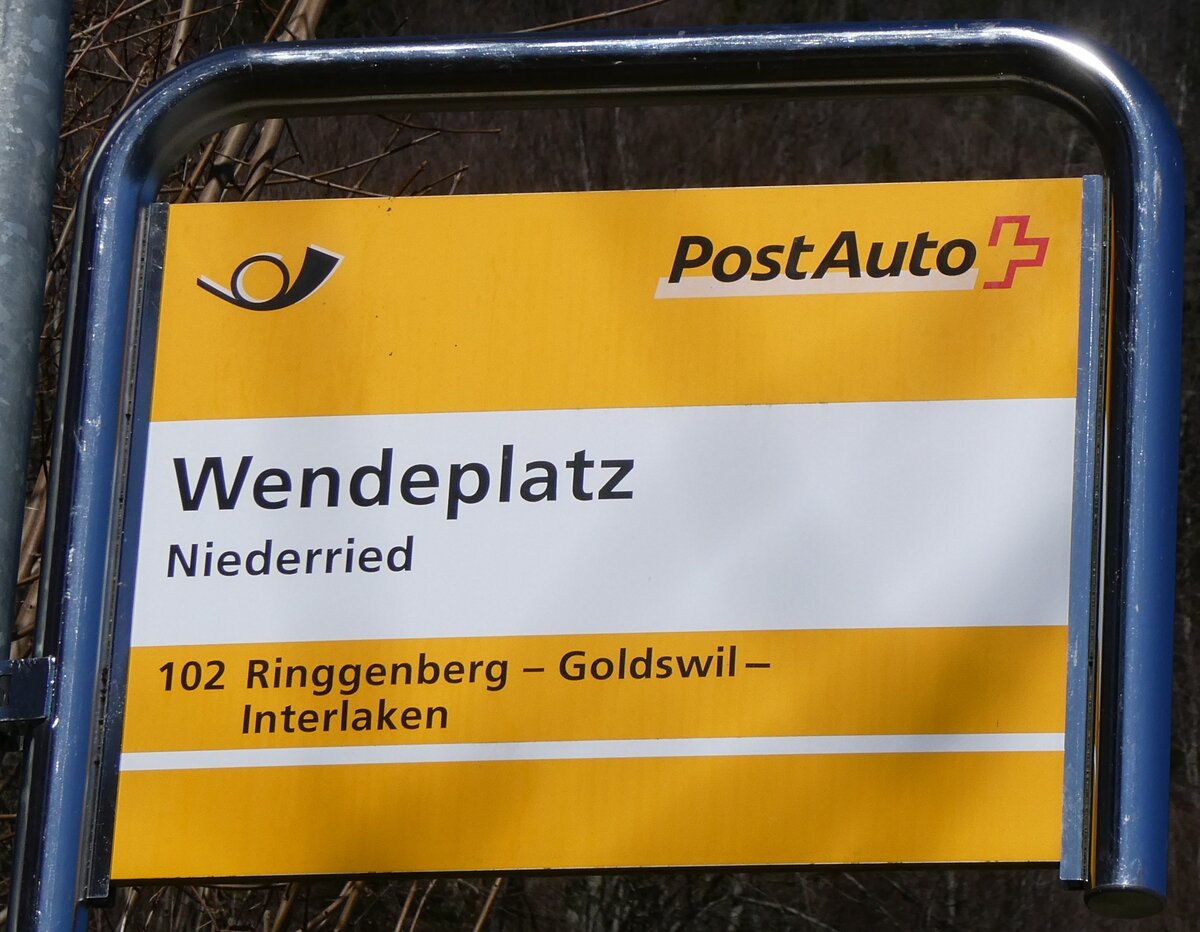 PostAuto
Wendeplatz
Niederried
102 Ringgenberg – Goldswil –
Interlaken